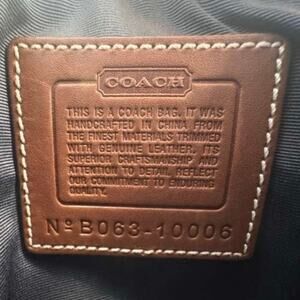 COACH
THIS IS A COACH BAG. IT WAS
HANDCRAFTED IN CHINA FROM
THE FINEST MATERIALS TRIMMED
WITH GENUINE LEATHER. ITS
SUPERIOR CRAFTSMANSHIP AND
ATTENTION TO DETAIL REFLECT
OUR COMMITMENT TO ENDURING
QUALITY.
Nº B063-10006